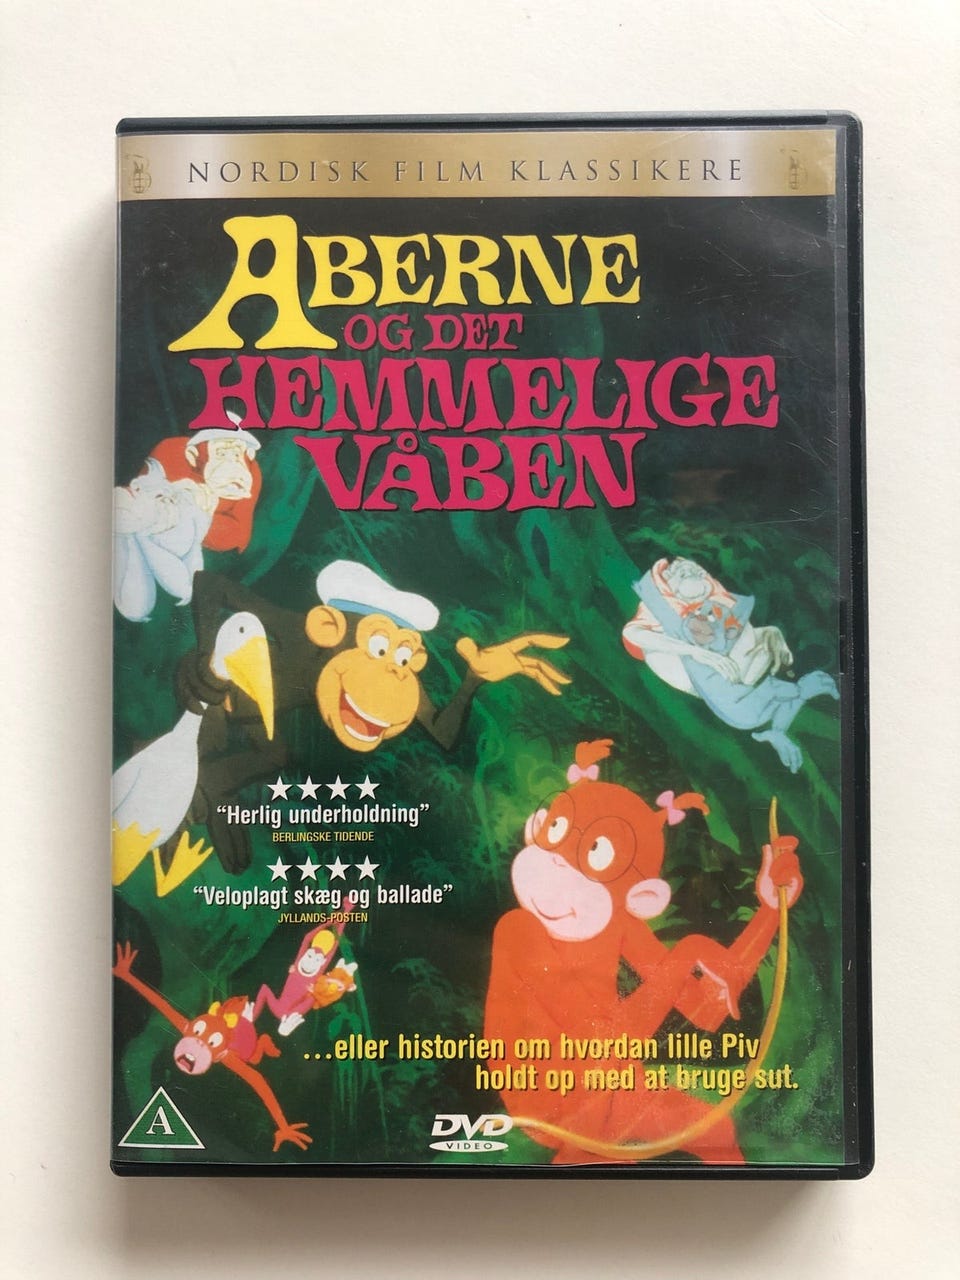 NORDISK FILM KLASSIKERE
ABERNE
OG DET
HEMMELIGE
VÅBEN
★★★★
"Herlig underholdning"
BERLINGSKE TIDENDE
★★★★
"Veloplagt skæg og ballade"
JYLLANDS-POSTEN
...eller historien om hvordan lille Piv
holdt op med at bruge sut.
A
DVD
VIDEO